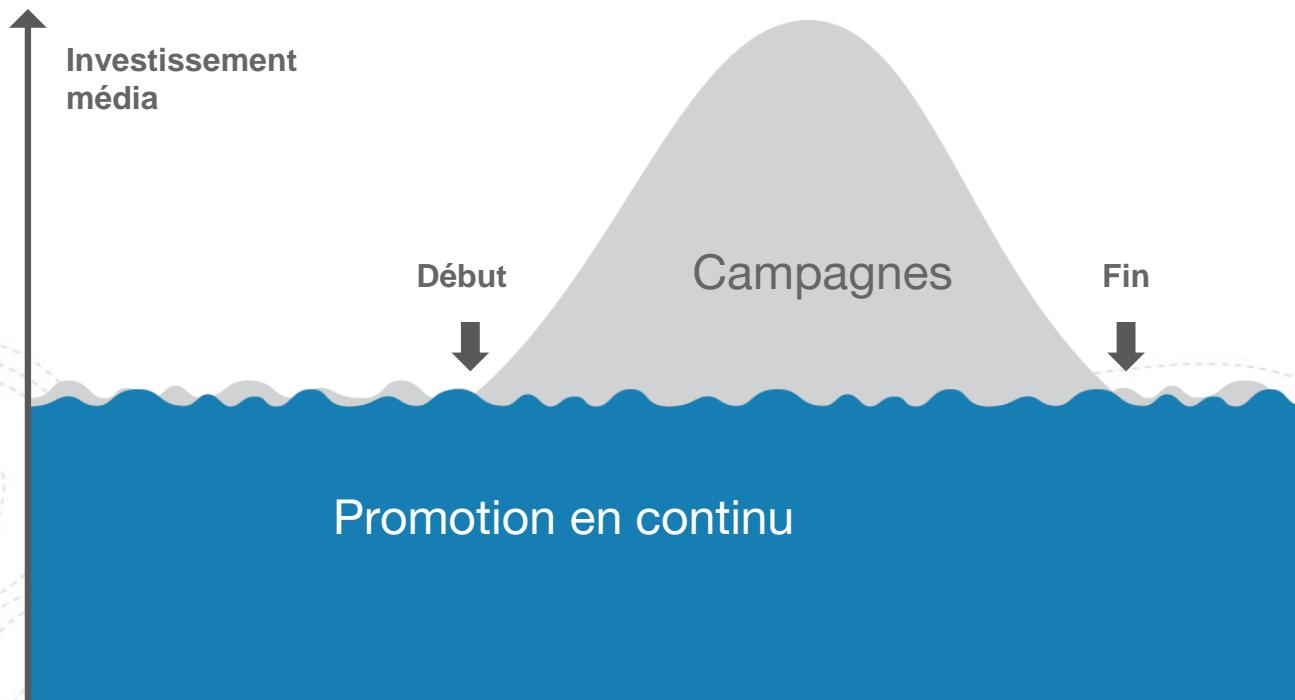 Investissement
média
Début
Campagnes
Fin
Promotion en continu